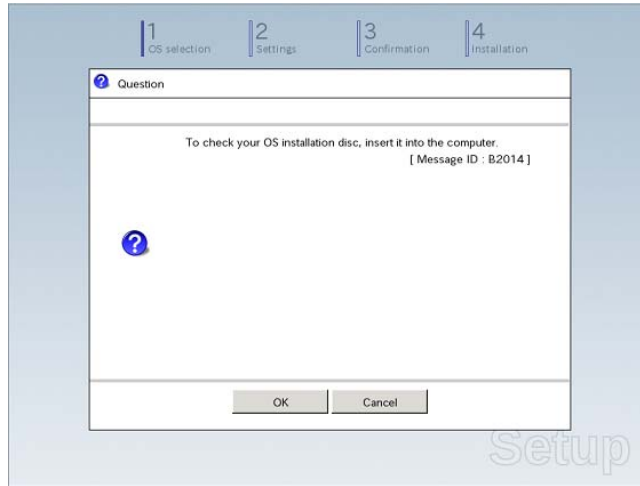 1
OS selection
2
Settings
3
Confirmation
4
Installation
Question
To check your OS installation disc, insert it into the computer.
[ Message ID : B2014 ]
OK
Cancel
Setup